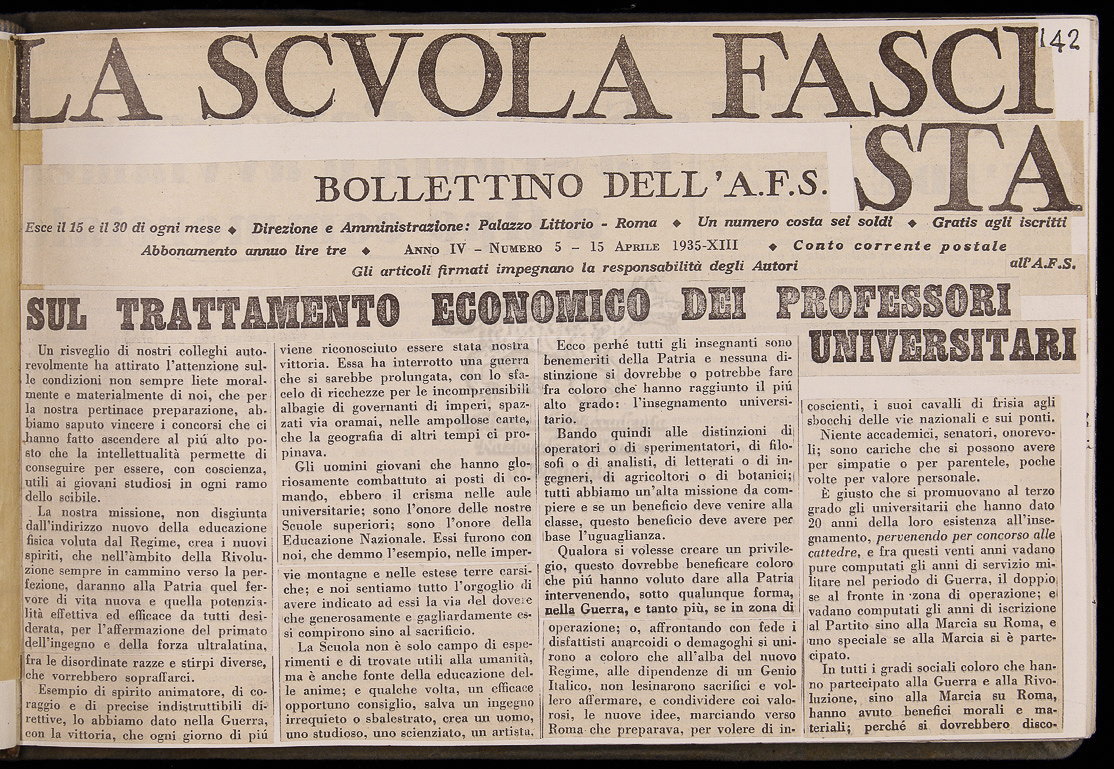 LA SCVOLA FASCI
142
STA
BOLLETTINO DELL'A.F.S.
Esce il 15 e il 30 di ogni mese ◆ Direzione e Amministrazione: Palazzo Littorio - Roma ◆ Un numero costa sei soldi ◆ Gratis agli iscritti
Abbonamento annuo lire tre ◆ ANNO IV – NUMERO 5 – 15 APRILE 1935-XIII ◆ Conto corrente postale
all'A.F.S.
Gli articoli firmati impegnano la responsabilità degli Autori
SUL TRATTAMENTO ECONOMICO DEI PROFESSORI
UNIVERSITARI
Un risveglio di nostri colleghi auto-
revolmente ha attirato l'attenzione sul-
le condizioni non sempre liete moral-
mente e materialmente di noi, che per
la nostra pertinace preparazione, ab-
biamo saputo vincere i concorsi che ci
hanno fatto ascendere al piú alto po-
sto che la intellettualità permette di
conseguire per essere, con coscienza,
utili ai giovani studiosi in ogni ramo
dello scibile.
La nostra missione, non disgiunta
dall'indirizzo nuovo della educazione
fisica voluta dal Regime, crea i nuovi
spiriti, che nell'àmbito della Rivolu-
zione sempre in cammino verso la per-
fezione, daranno alla Patria quel fer-
vore di vita nuova e quella potenzia-
lità effettiva ed efficace da tutti desi-
derata, per l'affermazione del primato
dell'ingegno e della forza ultralatina,
fra le disordinate razze e stirpi diverse,
che vorrebbero sopraffarci.
Esempio di spirito animatore, di co-
raggio e di precise indistruttibili di-
rettive, lo abbiamo dato nella Guerra,
con la vittoria, che ogni giorno di piú
viene riconosciuto essere stata nostra
vittoria. Essa ha interrotto una guerra
che si sarebbe prolungata, con lo sfa-
celo di ricchezze per le incomprensibili
albagie di governanti di imperi, spaz-
zati via oramai, nelle ampollose carte,
che la geografia di altri tempi ci pro-
pinava.
Gli uomini giovani che hanno glo-
riosamente combattuto ai posti di co-
mando, ebbero il crisma nelle aule
universitarie; sono l'onore delle nostre
Scuole superiori; sono l'onore della
Educazione Nazionale. Essi furono con
noi, che demmo l'esempio, nelle imper-
vie montagne e nelle estese terre carsi-
che; e noi sentiamo tutto l'orgoglio di
avere indicato ad essi la via del dovere
che generosamente e gagliardamente es-
si compirono sino al sacrificio.
La Scuola non è solo campo di espe-
rimenti e di trovate utili alla umanità,
ma è anche fonte della educazione del-
le anime; e qualche volta, un efficace
opportuno consiglio, salva un ingegno
irrequieto o sbalestrato, crea un uomo,
uno studioso, uno scienziato, un artista.
Ecco perhé tutti gli insegnanti sono
benemeriti della Patria e nessuna di-
stinzione si dovrebbe o potrebbe fare
fra coloro che hanno raggiunto il piú
alto grado: l'insegnamento universi-
tario.
Bando quindi alle distinzioni di
operatori o di sperimentatori, di filo-
sofi o di analisti, di letterati o di in-
gegneri, di agricoltori o di botanici;
tutti abbiamo un'alta missione da com-
piere e se un beneficio deve venire alla
classe, questo beneficio deve avere per
base l'uguaglianza.
Qualora si volesse creare un privile-
gio, questo dovrebbe beneficare coloro
che piú hanno voluto dare alla Patria
intervenendo, sotto qualunque forma,
nella Guerra, e tanto più, se in zona di
operazione; o, affrontando con fede i
disfattisti anarcoidi o demagoghi si uni-
rono a coloro che all'alba del nuovo
Regime, alle dipendenze di un Genio
Italico, non lesinarono sacrifici e vol-
lero affermare, e condividere coi valo-
rosi, le nuove idee, marciando verso
Roma che preparava, per volere di in-
coscienti, i suoi cavalli di frisia agli
sbocchi delle vie nazionali e sui ponti.
Niente accademici, senatori, onorevo-
li; sono cariche che si possono avere
per simpatie o per parentele, poche
volte per valore personale.
È giusto che si promuovano al terzo
grado gli universitarii che hanno dato
20 anni della loro esistenza all'inse-
gnamento, pervenendo per concorso alle
cattedre, e fra questi venti anni vadano
pure computati gli anni di servizio mi-
litare nel periodo di Guerra, il doppio
se al fronte in zona di operazione; e
vadano computati gli anni di iscrizione
al Partito sino alla Marcia su Roma, e
uno speciale se alla Marcia si è parte-
cipato.
In tutti i gradi sociali coloro che han-
no partecipato alla Guerra e alla Rivo-
luzione, sino alla Marcia su Roma,
hanno avuto benefici morali e ma-
teriali; perché si dovrebbero disco-